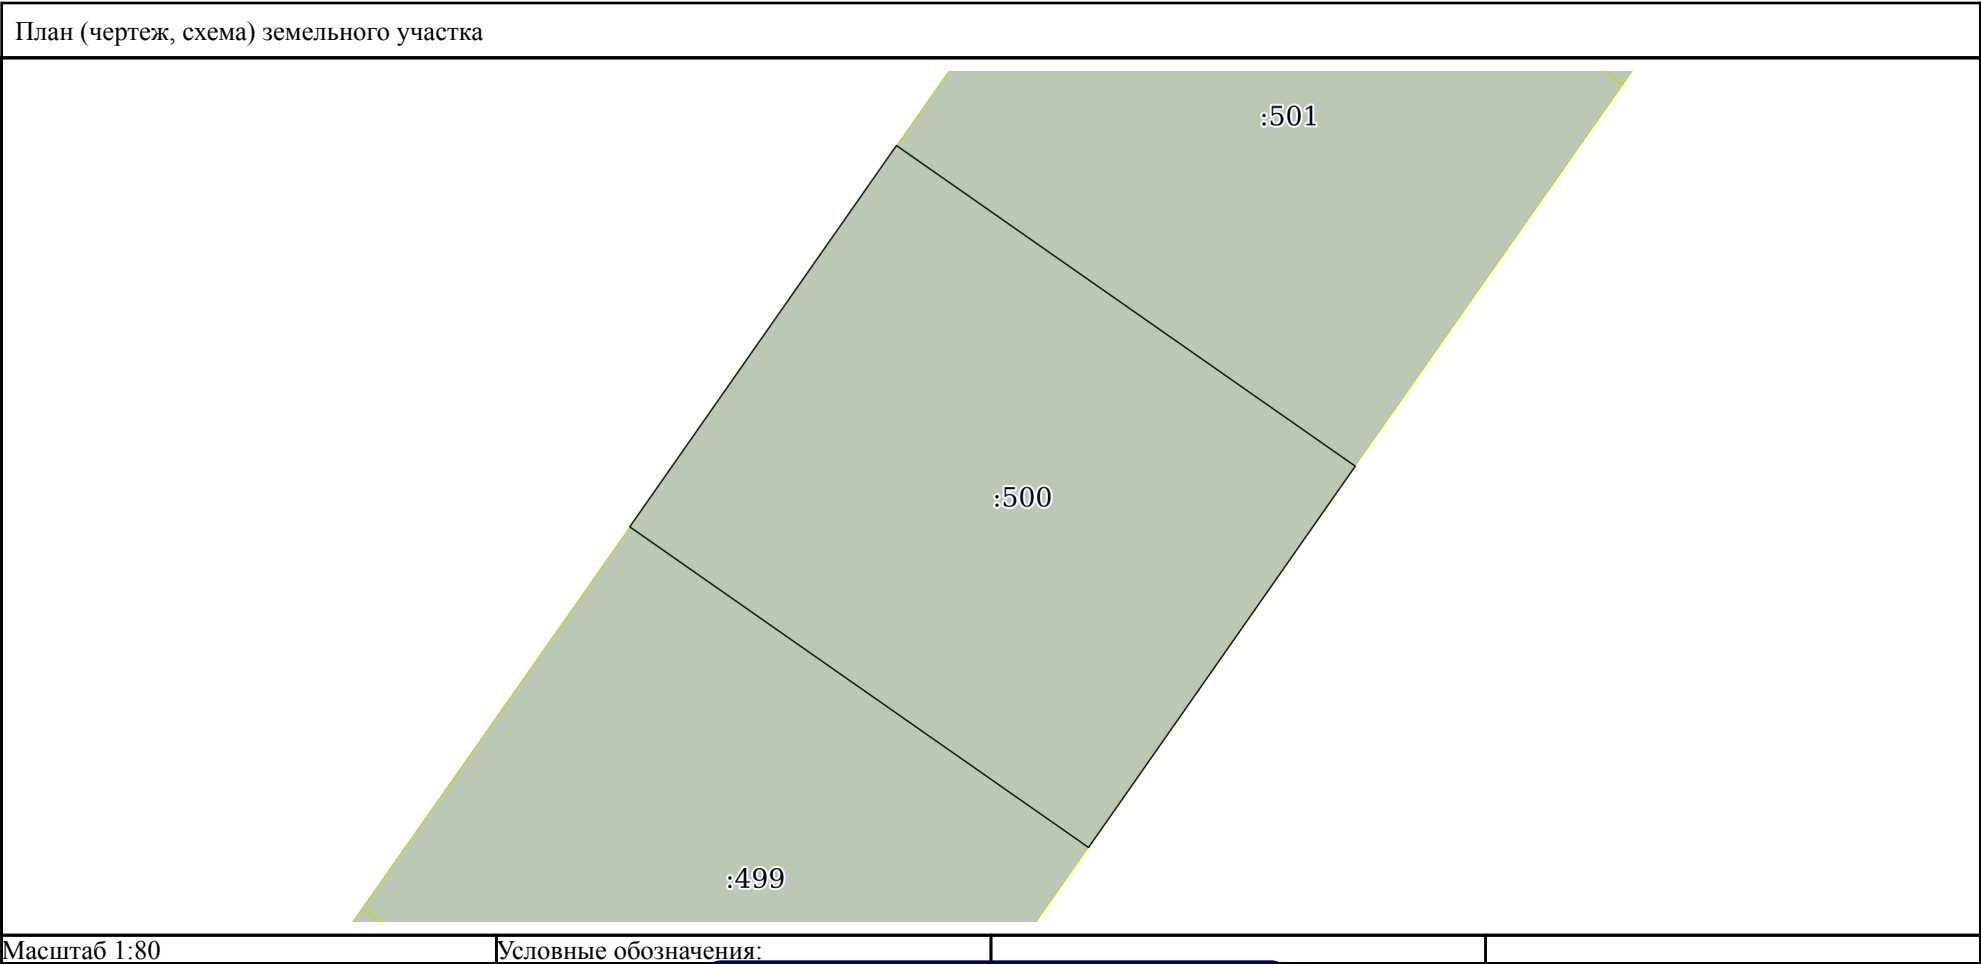 План (чертеж, схема) земельного участка
:501
:500
:499
Масштаб 1:80
Условные обозначения: